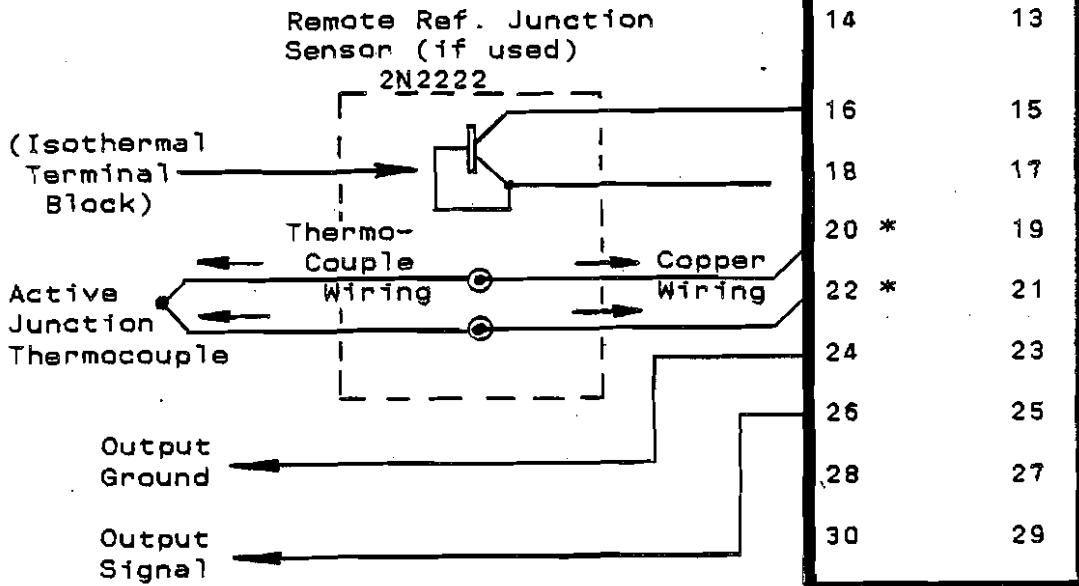 Remote Ref. Junction
Sensor (if used)
2N2222
(Isothermal
Terminal
Block)
Thermo-
Couple
Wiring
Copper
Wiring
Active
Junction
Thermocouple
Output
Ground
Output
Signal
14 13
16 15
18 17
20 * 19
22 * 21
24 23
26 25
28 27
30 29